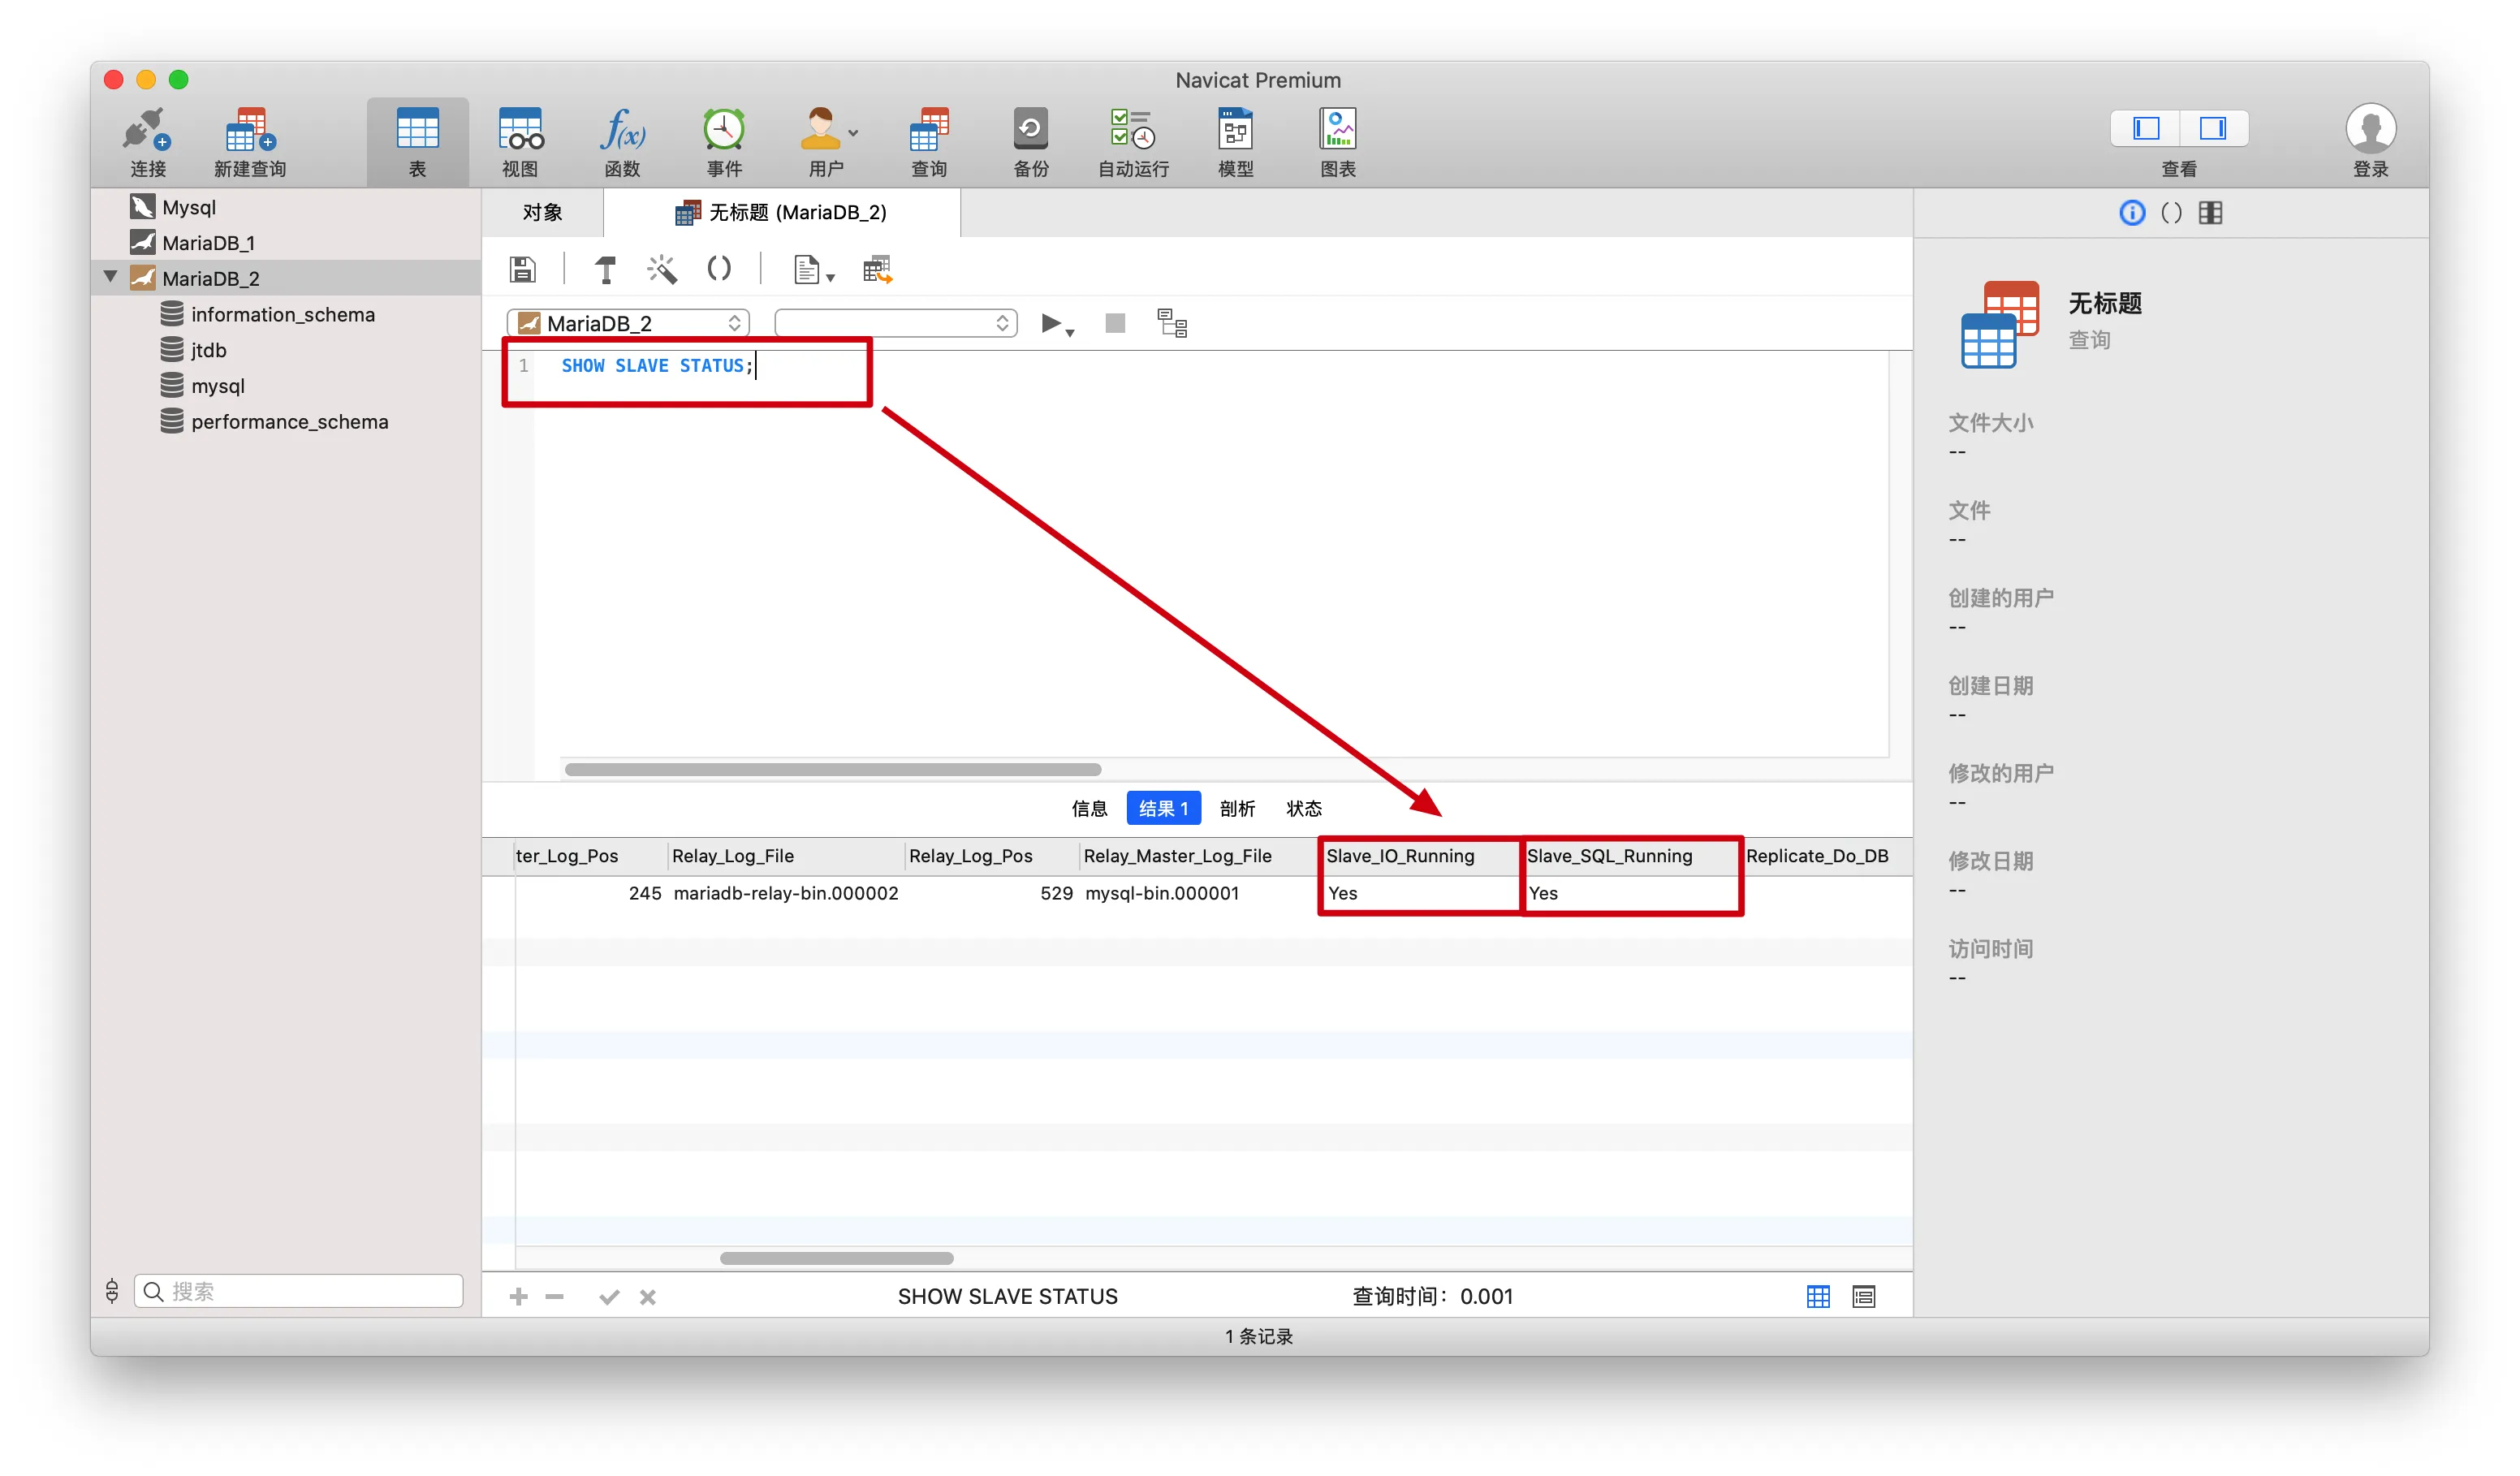 Navicat Premium
连接
新建查询
表
视图
函数
事件
用户
查询
备份
自动运行
模型
图表
查看
登录
Mysql
MariaDB_1
MariaDB_2
information_schema
jtdb
mysql
performance_schema
搜索
对象
无标题 (MariaDB_2)
MariaDB_2
1 SHOW SLAVE STATUS;
信息 结果 1 剖析 状态
ter_Log_Pos Relay_Log_File Relay_Log_Pos Relay_Master_Log_File Slave_IO_Running Slave_SQL_Running Replicate_Do_DB
245 mariadb-relay-bin.000002 529 mysql-bin.000001 Yes Yes
SHOW SLAVE STATUS 查询时间：0.001
无标题
查询
文件大小
--
文件
--
创建的用户
--
创建日期
--
修改的用户
--
修改日期
--
访问时间
--
1 条记录